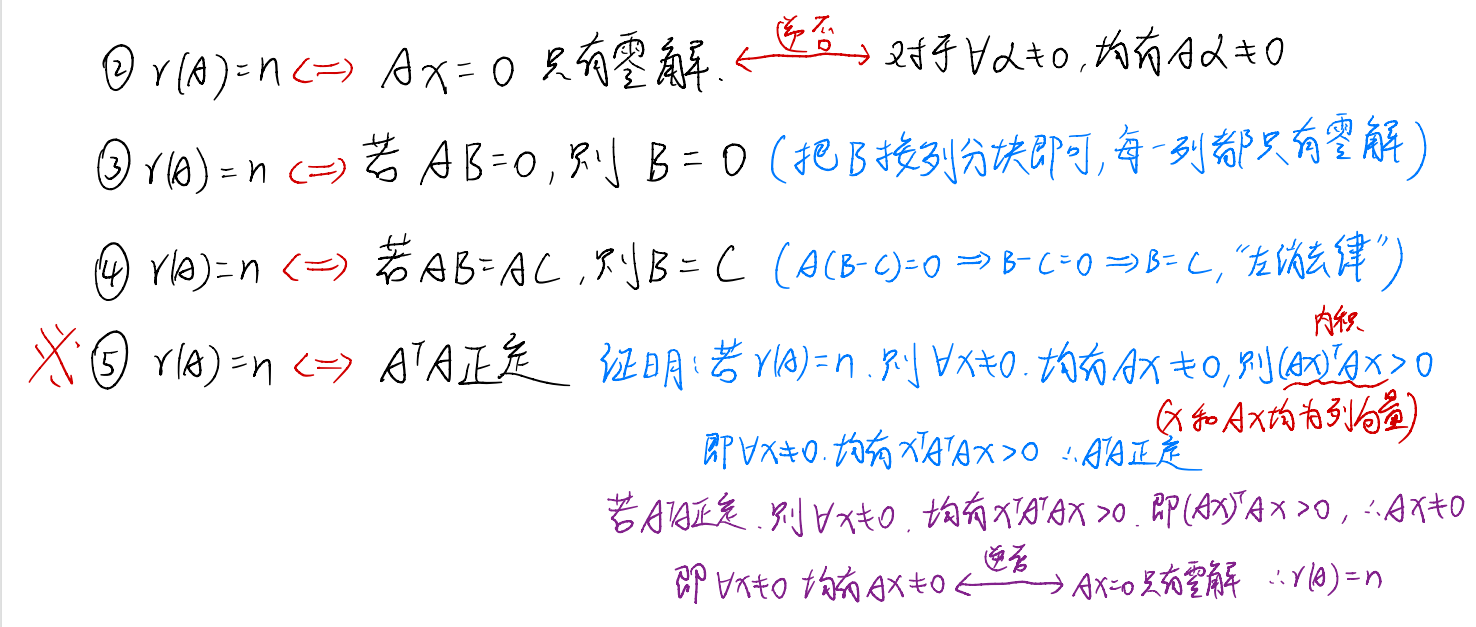 ② r(A)=n <=> Ax=0 只有零解. <逆否> 对于∀α≠0,均有Aα≠0
③ r(A)=n <=> 若 AB=0,则 B=0 (把B按列分块即可,每一列都只有零解)
④ r(A)=n <=> 若AB=AC,则B=C (A(B-C)=0 ⇒B-C=0 ⇒B=C,“左消去律”)
内积
※ ⑤ r(A)=n <=> AᵀA正定 证明:若r(A)=n.则∀x≠0.均有Ax≠0,则(Ax)ᵀAx>0
(x和Ax均为列向量)
即∀x≠0.均有xᵀAᵀAx>0 ∴AᵀA正定
若AᵀA正定.则∀x≠0.均有xᵀAᵀAx>0.即(Ax)ᵀAx>0,∴Ax≠0
即∀x≠0均有Ax≠0 <逆否> Ax=0只有零解 ∴r(A)=n